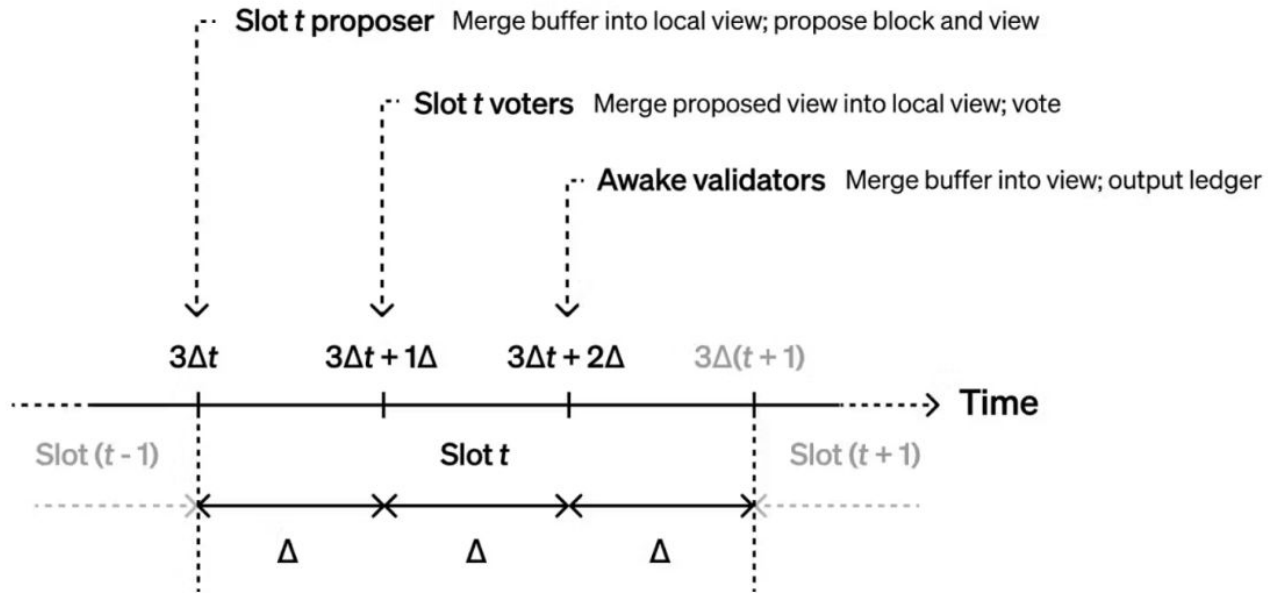 Slot t proposer Merge buffer into local view; propose block and view
Slot t voters Merge proposed view into local view; vote
Awake validators Merge buffer into view; output ledger
3Δt 3Δt + 1Δ 3Δt + 2Δ 3Δ(t + 1)
Time
Slot (t - 1) Slot t Slot (t + 1)
Δ Δ Δ